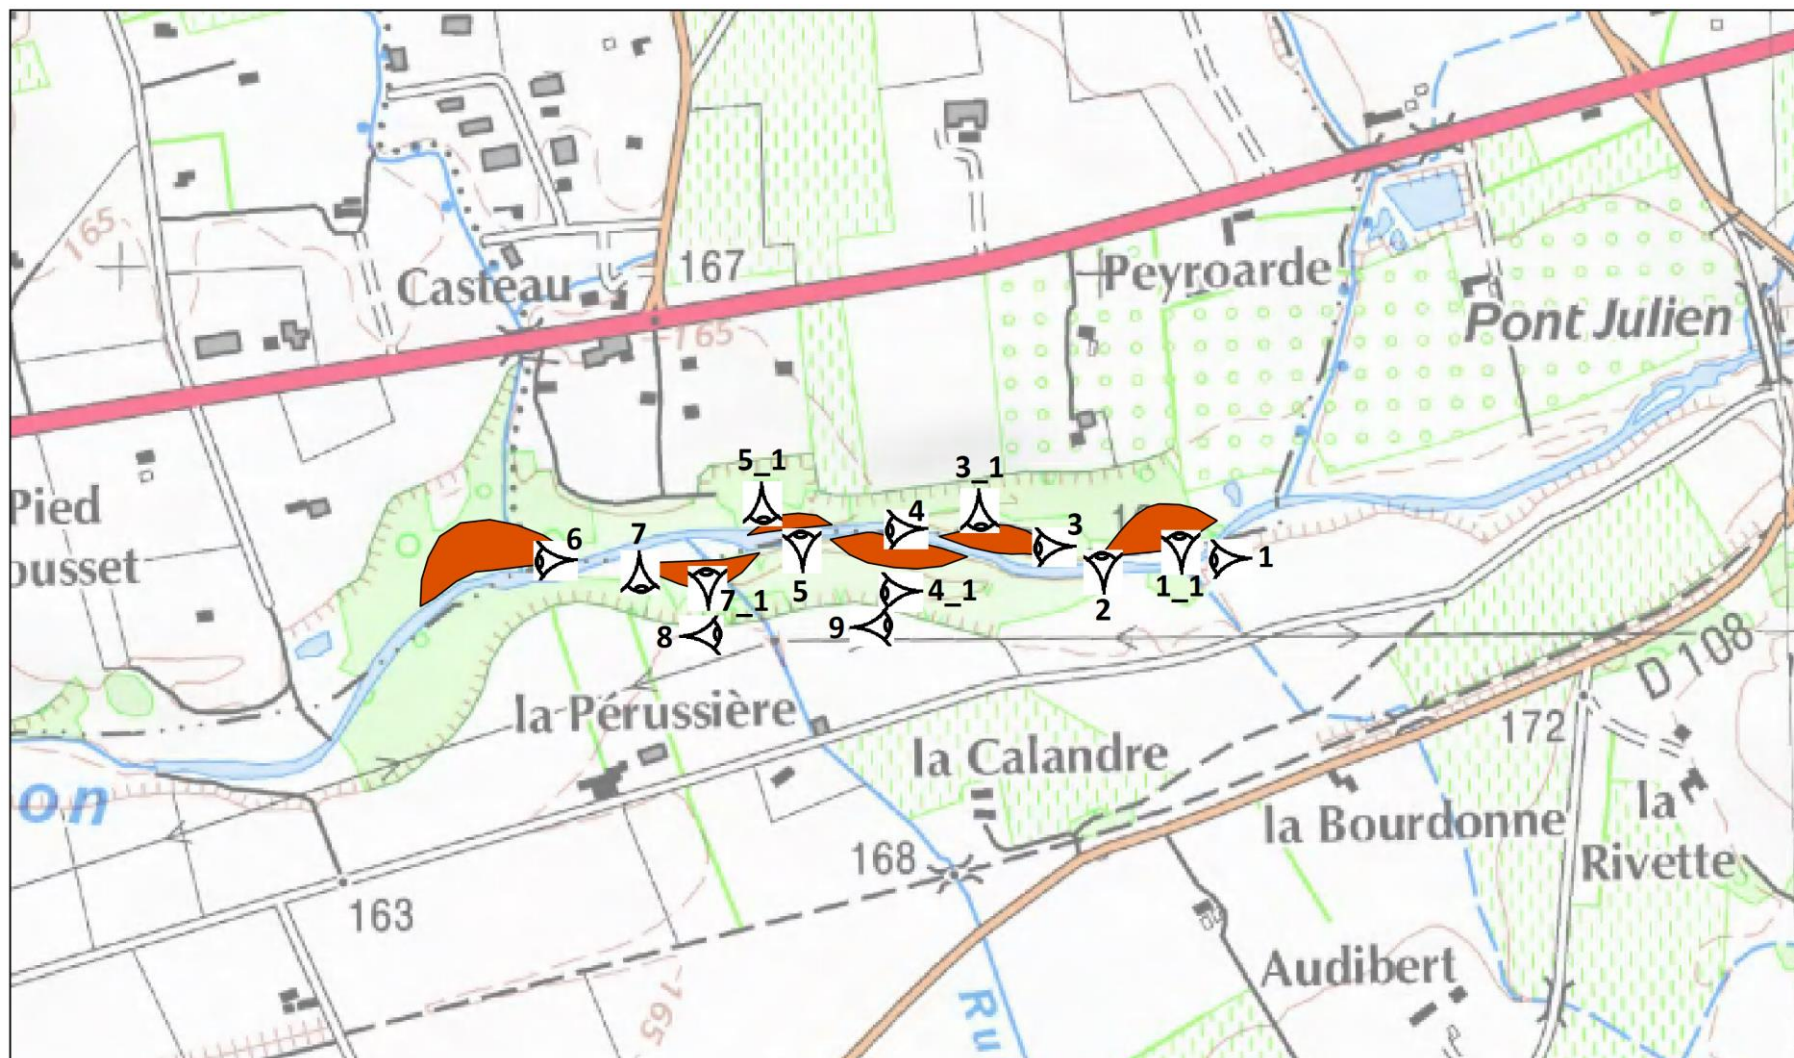 165
Casteau
167
165
Peyroarde
Pont Julien
Pied
ousset
5_1
3_1
4
3
6
7
5
7_1
4_1
2
1_1
1
8
9
D 108
la Pérussière
172
la Calandre
on
la Bourdonne
la
Rivette
168
163
Audibert
165
Ru